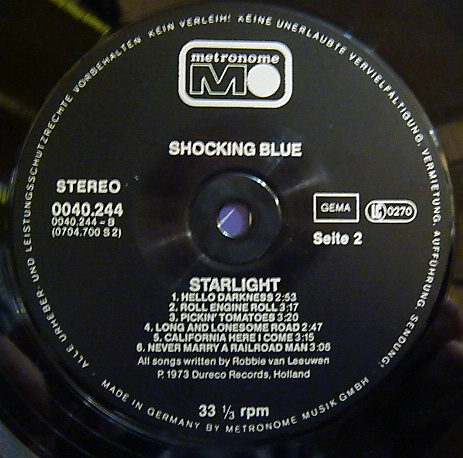 ALLE URHEBER- UND LEISTUNGSSCHUTZRECHTE VORBEHALTEN KEIN VERLEIH! KEINE UNERLAUBTE VERVIELFÄLTIGUNG, VERMIETUNG, AUFFÜHRUNG, SENDUNG!
metronome
M
SHOCKING BLUE
STEREO
0040.244
0040.244 - B
(0704.700 S 2)
GEMA
LC 0270
Seite 2
STARLIGHT
1. HELLO DARKNESS 2:53
2. ROLL ENGINE ROLL 3:17
3. PICKIN' TOMATOES 3:20
4. LONG AND LONESOME ROAD 2:47
5. CALIFORNIA HERE I COME 3:15
6. NEVER MARRY A RAILROAD MAN 3:06
All songs written by Robbie van Leeuwen
P. 1973 Dureco Records, Holland
33 1/3 rpm
· MADE IN GERMANY BY METRONOME MUSIK GMBH ·